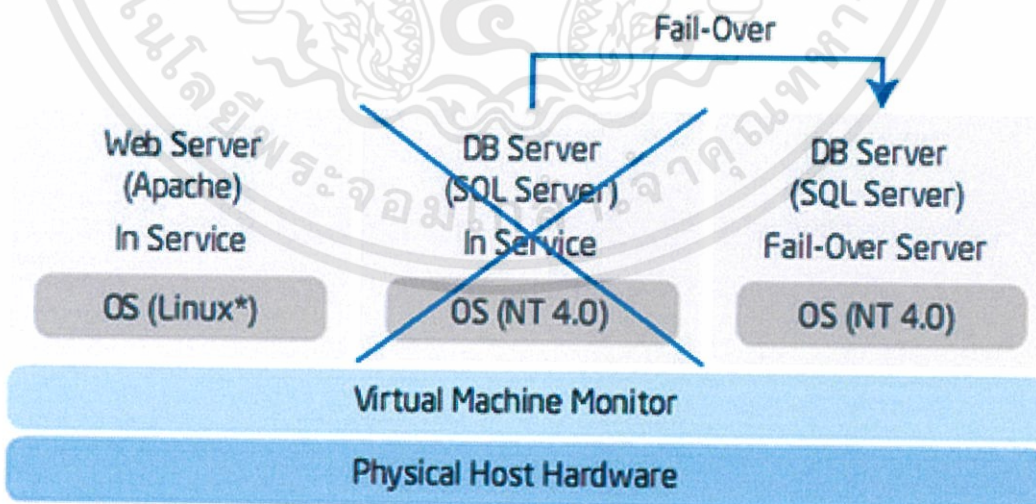 Fail-Over
Web Server
(Apache)
In Service
OS (Linux*)
DB Server
(SQL Server)
In Service
OS (NT 4.0)
DB Server
(SQL Server)
Fail-Over Server
OS (NT 4.0)
Virtual Machine Monitor
Physical Host Hardware